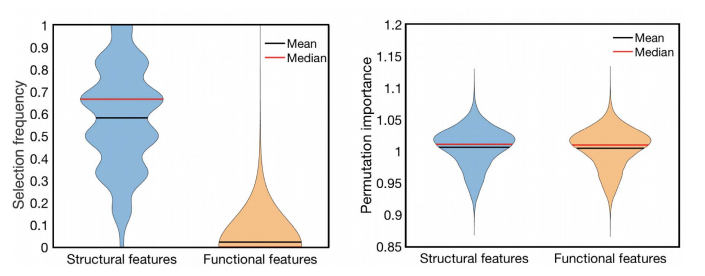 Selection frequency
1
0.9
0.8
0.7
0.6
0.5
0.4
0.3
0.2
0.1
0
Mean
Median
Structural features
Functional features
Permutation importance
1.2
1.15
1.1
1.05
1
0.95
0.9
0.85
Mean
Median
Structural features
Functional features